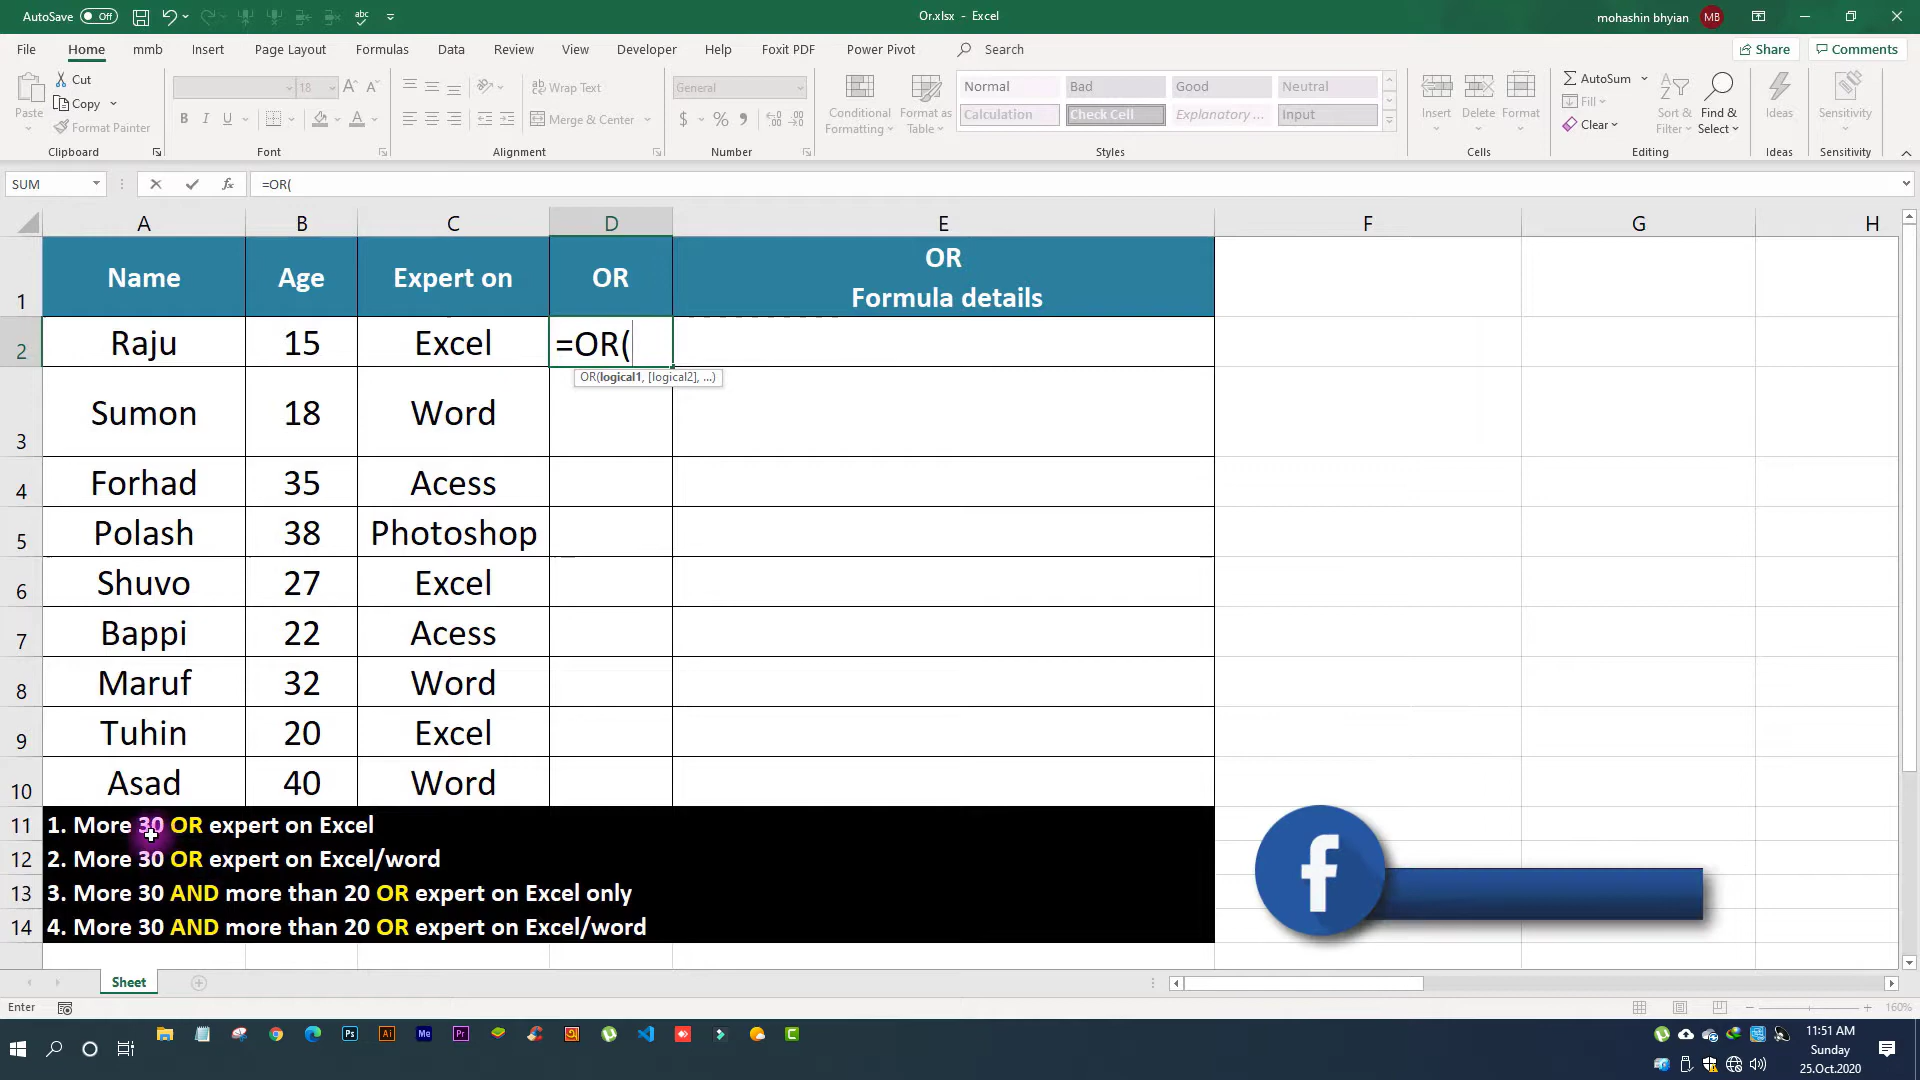 AutoSave Off
Or.xlsx - Excel
mohashin bhyian MB
File Home mmb Insert Page Layout Formulas Data Review View Developer Help Foxit PDF Power Pivot Search Share Comments
Paste
Cut
Copy
Format Painter
Clipboard
18
Font
Wrap Text
Merge & Center
Alignment
General
Number
Conditional Formatting
Format as Table
Normal Bad Good Neutral
Calculation Check Cell Explanatory ... Input
Styles
Insert Delete Format
Cells
AutoSum
Fill
Clear
Sort & Filter
Find & Select
Editing
Ideas
Ideas
Sensitivity
Sensitivity
SUM
fx
=OR(
A B C D E F G H
1 Name Age Expert on OR OR
Formula details
2 Raju 15 Excel =OR(
OR(logical1, [logical2], ...)
3 Sumon 18 Word
4 Forhad 35 Acess
5 Polash 38 Photoshop
6 Shuvo 27 Excel
7 Bappi 22 Acess
8 Maruf 32 Word
9 Tuhin 20 Excel
10 Asad 40 Word
11 1. More 30 OR expert on Excel
12 2. More 30 OR expert on Excel/word
13 3. More 30 AND more than 20 OR expert on Excel only
14 4. More 30 AND more than 20 OR expert on Excel/word
f
Sheet
Enter
160%
Ps Ai Me Pr
11:51 AM
Sunday
25.Oct.2020